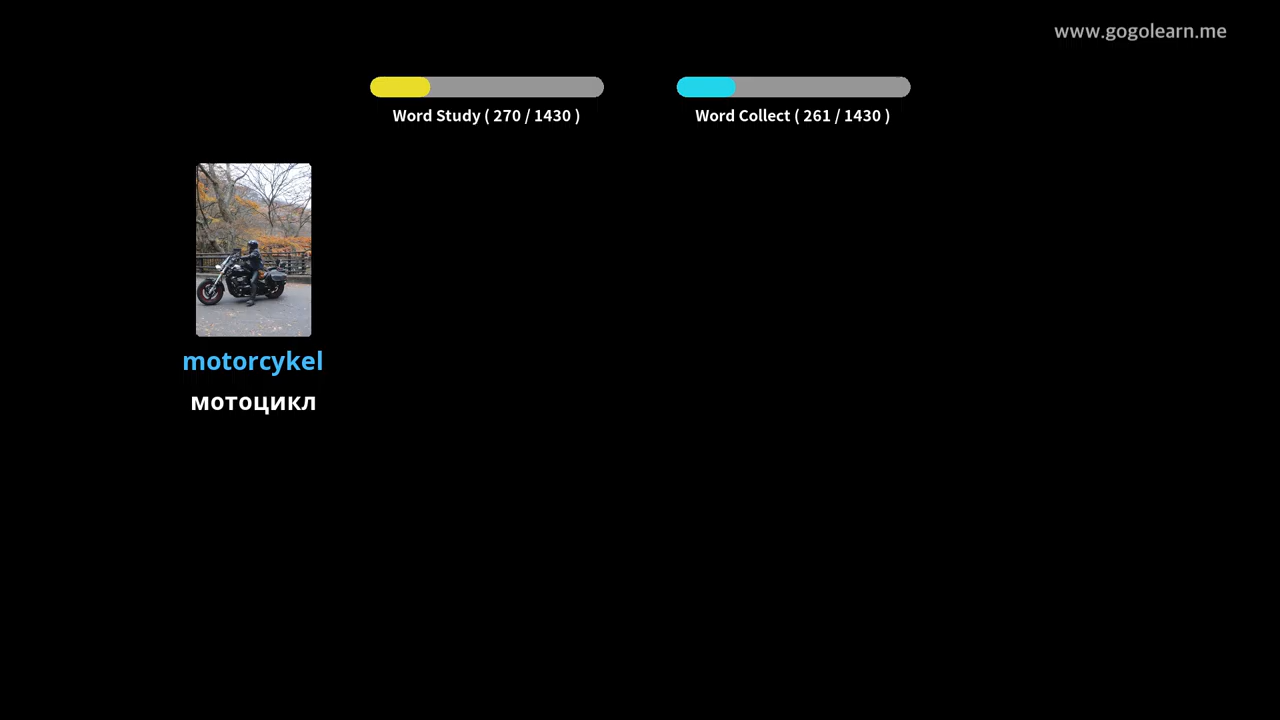 www.gogolearn.me
Word Study ( 270 / 1430 )
Word Collect ( 261 / 1430 )
motorcykel
мотоцикл